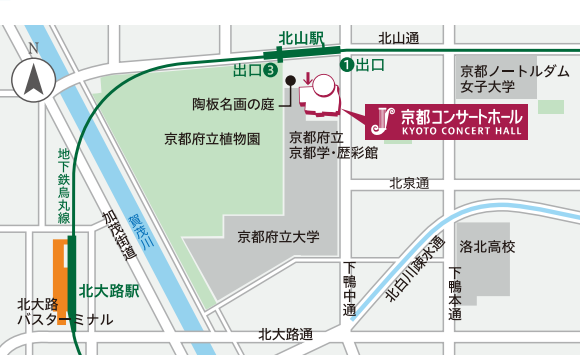 N
北山駅
北山通
出口3
1出口
京都ノートルダム
女子大学
陶板名画の庭
京都コンサートホール
KYOTO CONCERT HALL
京都府立植物園
京都府立
京都学・歴彩館
地下鉄烏丸線
北泉通
加茂街道
賀茂川
京都府立大学
洛北高校
下鴨中通
北白川疎水通
下鴨本通
北大路駅
北大路
バスターミナル
北大路通